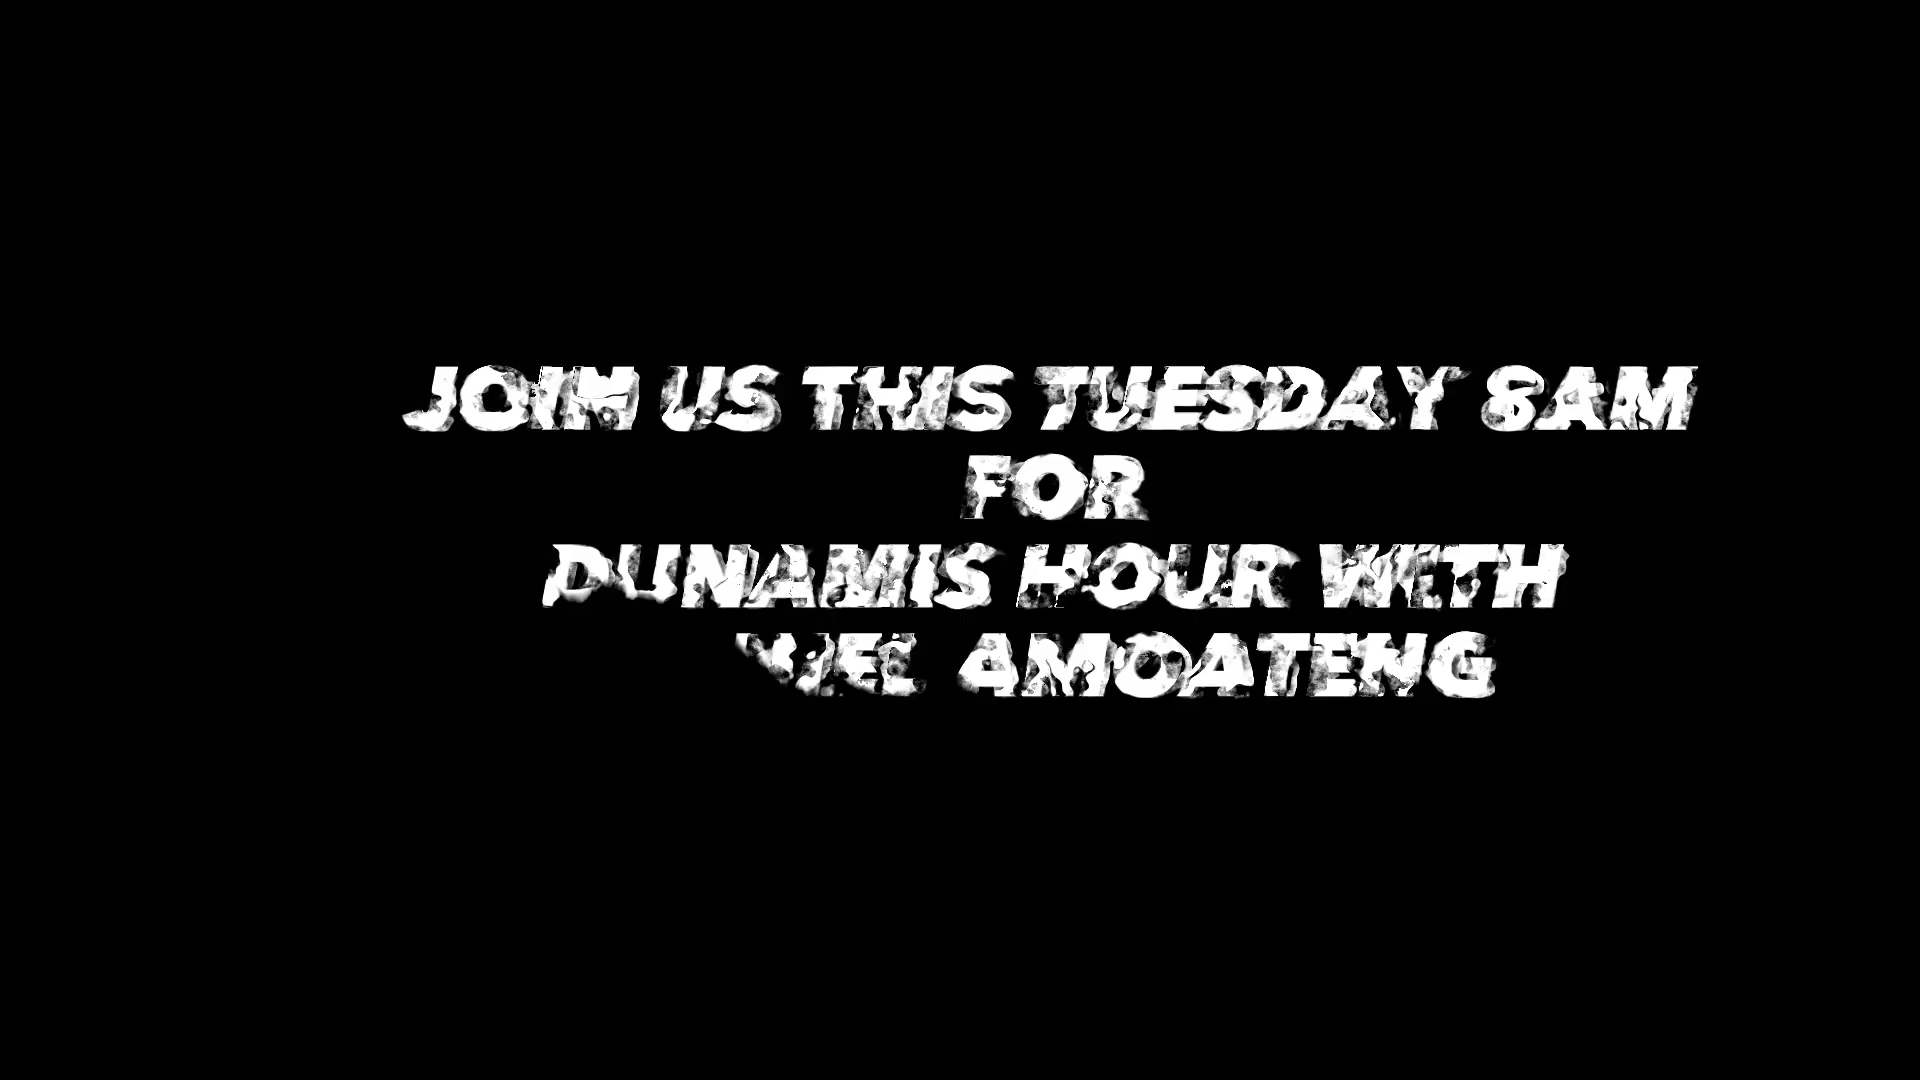 JOIN US THIS TUESDAY 8AM
FOR
DUNAMIS HOUR WITH
AMOATENG